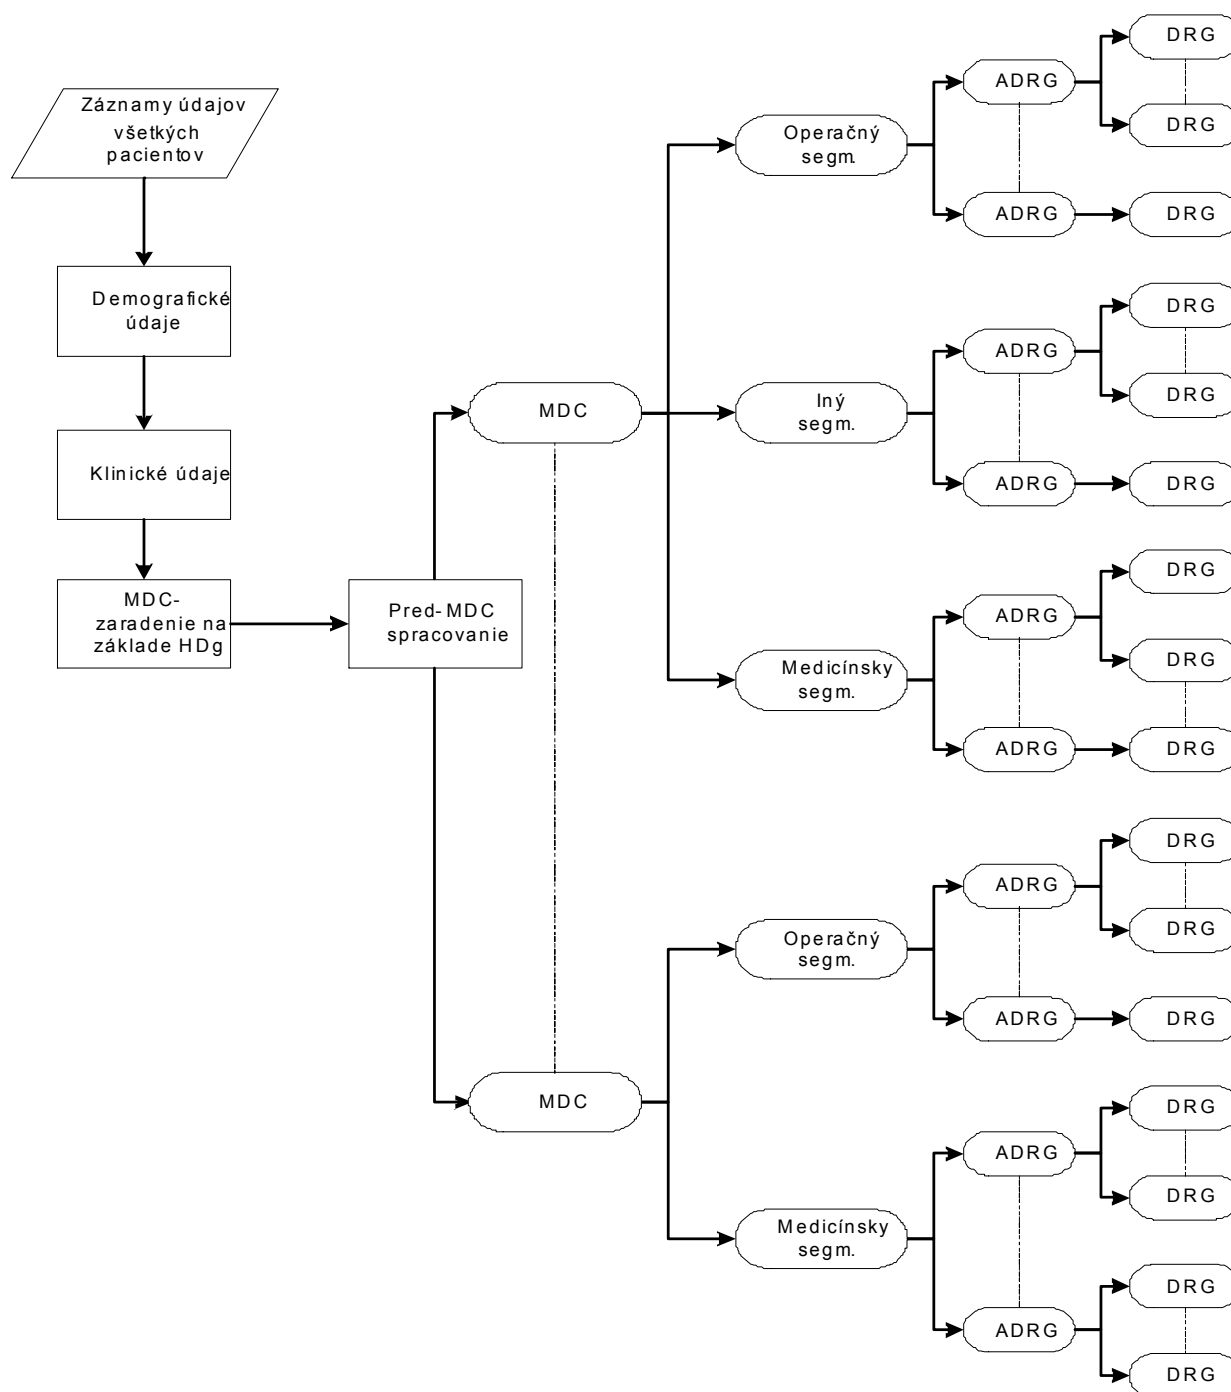 Záznamy údajov
všetkých
pacientov
Demografické
údaje
Klinické údaje
MDC-
zaradenie na
základe HDg
Pred-MDC
spracovanie
MDC
Operačný
segm.
ADRG
DRG
DRG
ADRG
DRG
Iný
segm.
ADRG
DRG
DRG
ADRG
DRG
Medicínsky
segm.
ADRG
DRG
DRG
ADRG
DRG
MDC
Operačný
segm.
ADRG
DRG
DRG
ADRG
DRG
Medicínsky
segm.
ADRG
DRG
DRG
ADRG
DRG
DRG